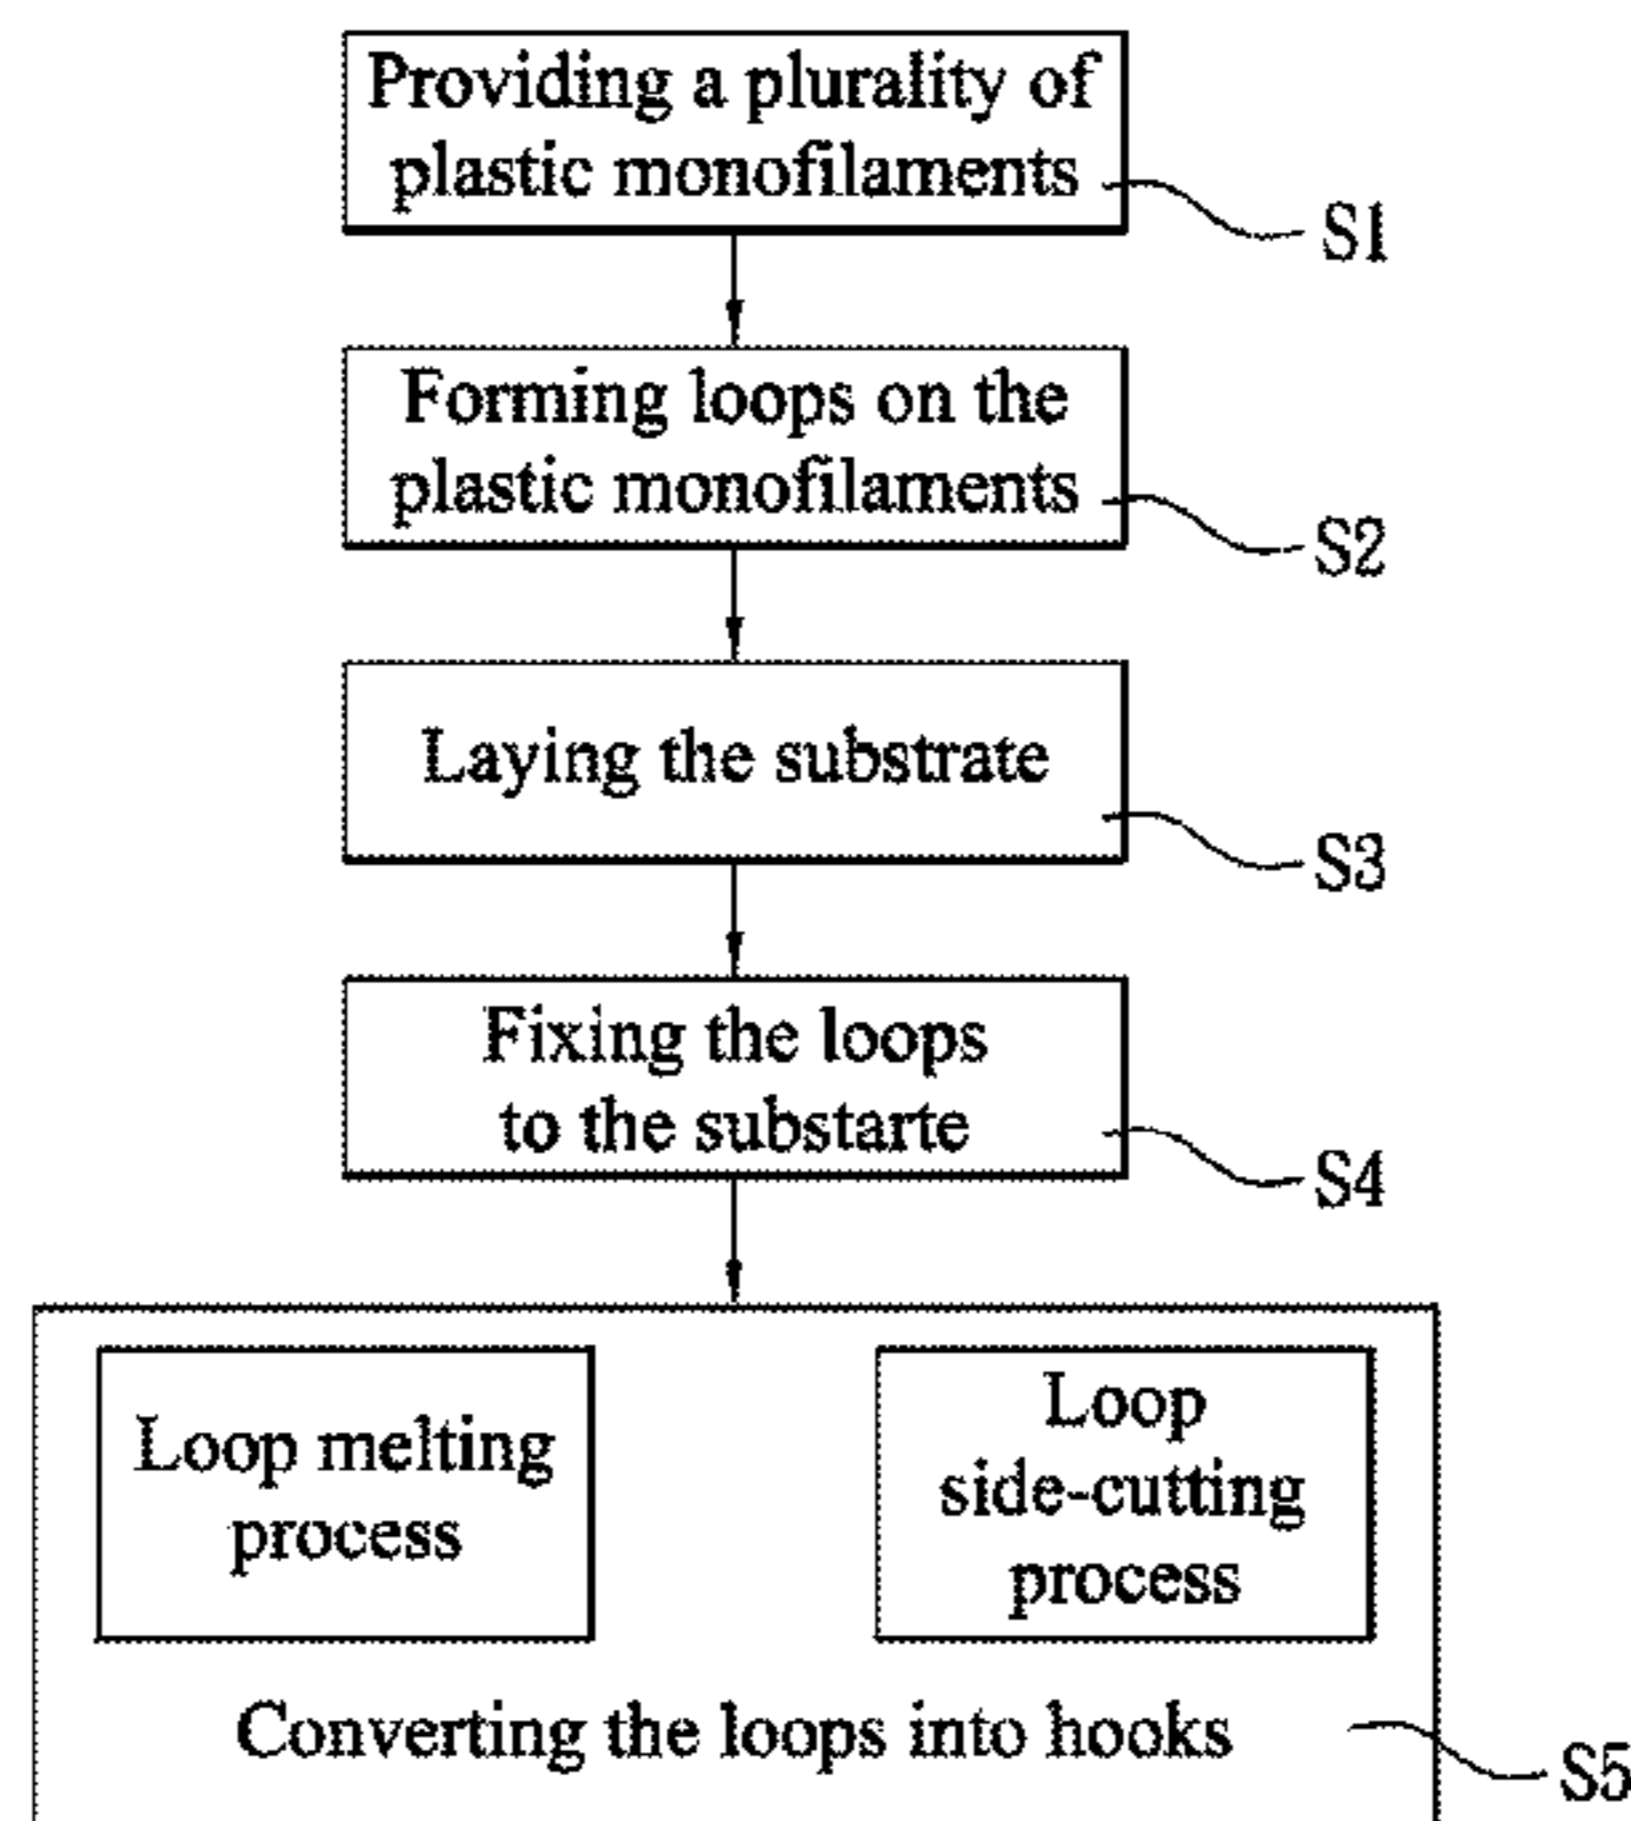 Providing a plurality of
plastic monofilaments
S1
Forming loops on the
plastic monofilaments
S2
Laying the substrate
S3
Fixing the loops
to the substarte
S4
Loop melting
process
Loop
side-cutting
process
Converting the loops into hooks
S5